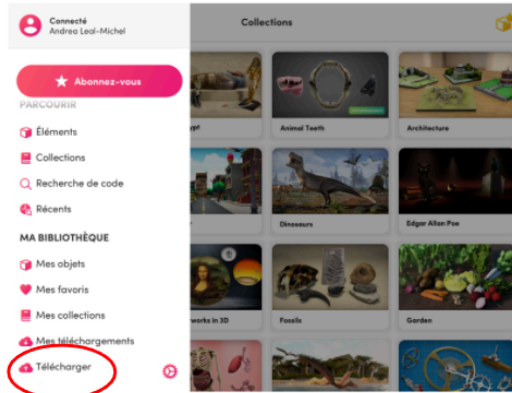 Connecté
Andrea Leal-Michel
Collections
Abonnez-vous
PARCOURIR
Éléments
Collections
Recherche de code
Récents
MA BIBLIOTHÈQUE
Mes objets
Mes favoris
Mes collections
Mes téléchargements
Télécharger
Animal Teeth
Architecture
Dinosaurs
Edgar Allan Poe
works in 3D
Fossils
Garden